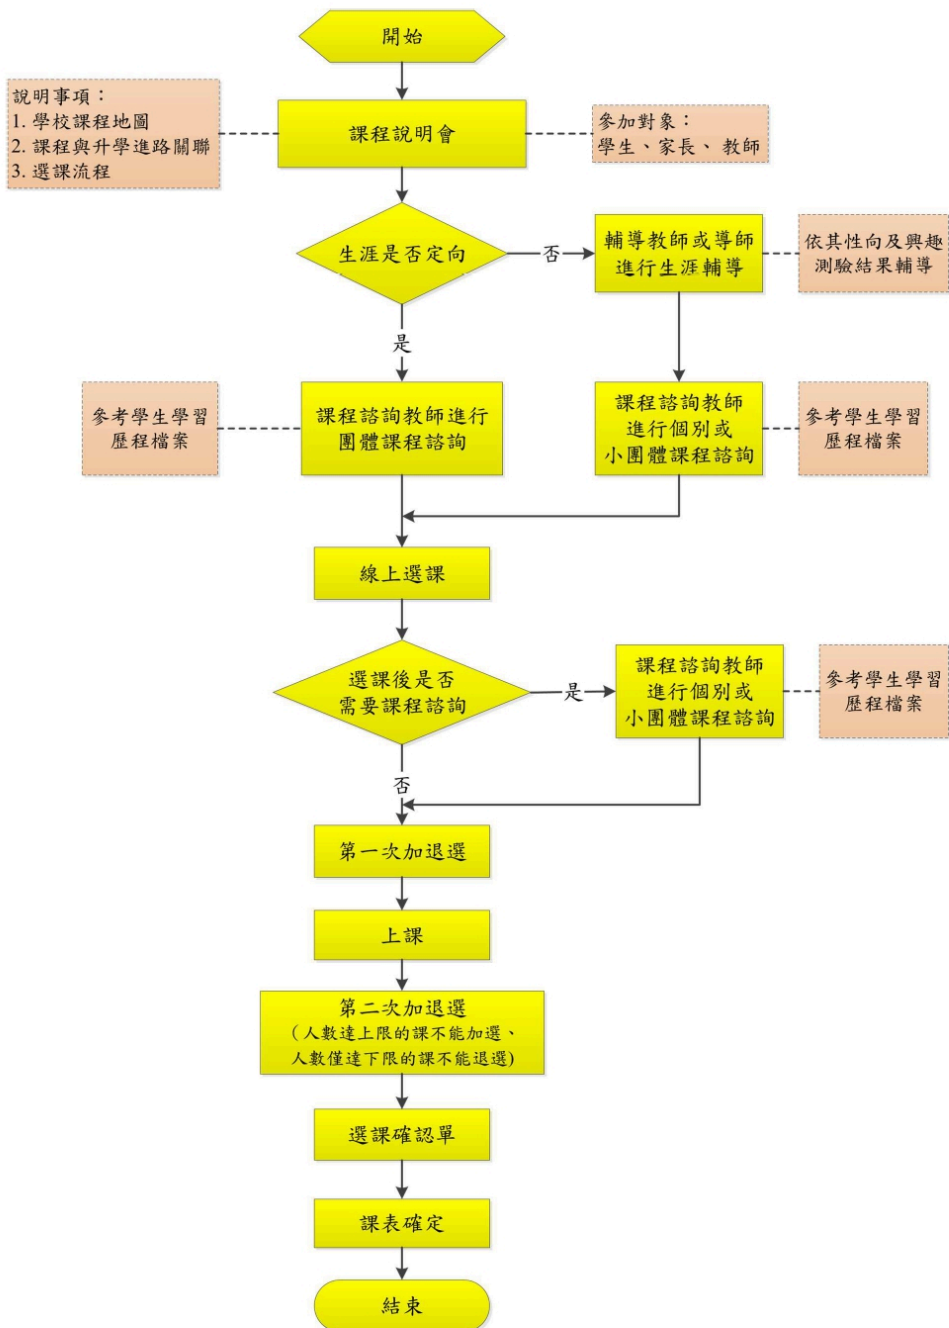 開始
說明事項：
1. 學校課程地圖
2. 課程與升學進路關聯
3. 選課流程
課程說明會
參加對象：
學生、家長、 教師
生涯是否定向
否
輔導教師或導師
進行生涯輔導
依其性向及興趣
測驗結果輔導
是
參考學生學習
歷程檔案
課程諮詢教師進行
團體課程諮詢
課程諮詢教師
進行個別或
小團體課程諮詢
參考學生學習
歷程檔案
線上選課
選課後是否
需要課程諮詢
是
課程諮詢教師
進行個別或
小團體課程諮詢
參考學生學習
歷程檔案
否
第一次加退選
上課
第二次加退選
（人數達上限的課不能加選、
人數僅達下限的課不能退選)
選課確認單
課表確定
結束